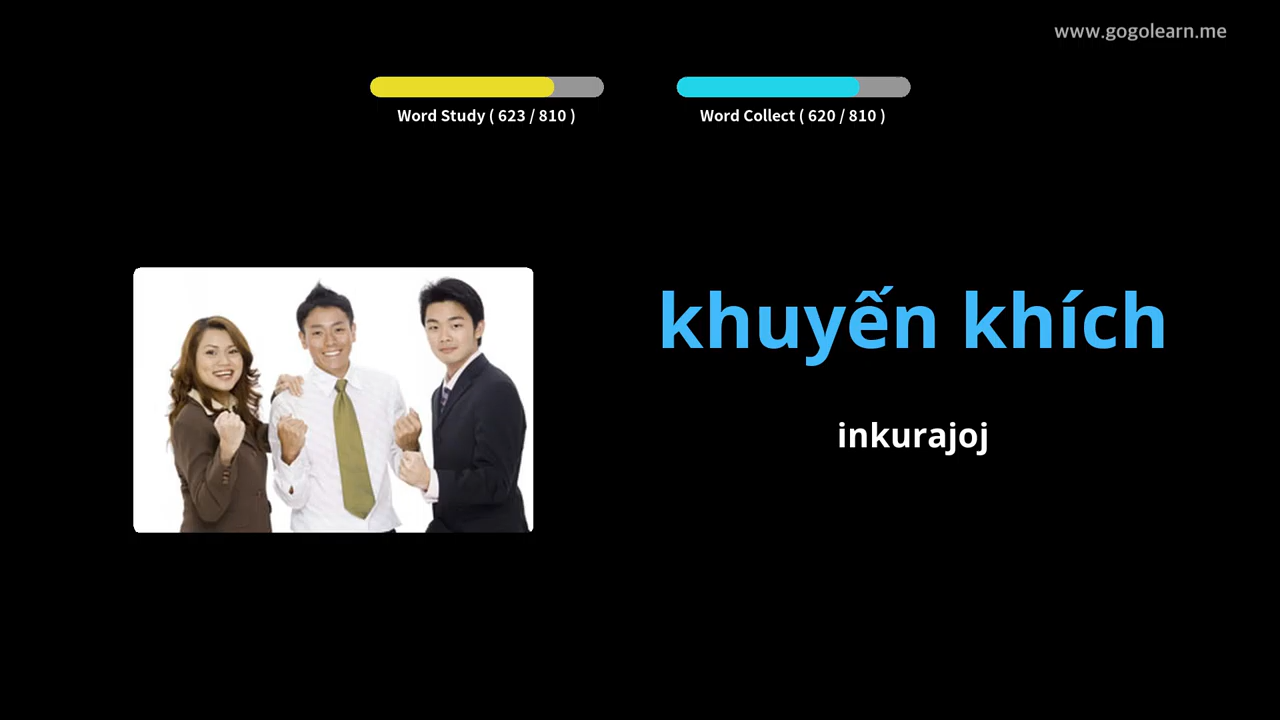 www.gogolearn.me
Word Study ( 623 / 810 )
Word Collect ( 620 / 810 )
khuyến khích
inkurajoj